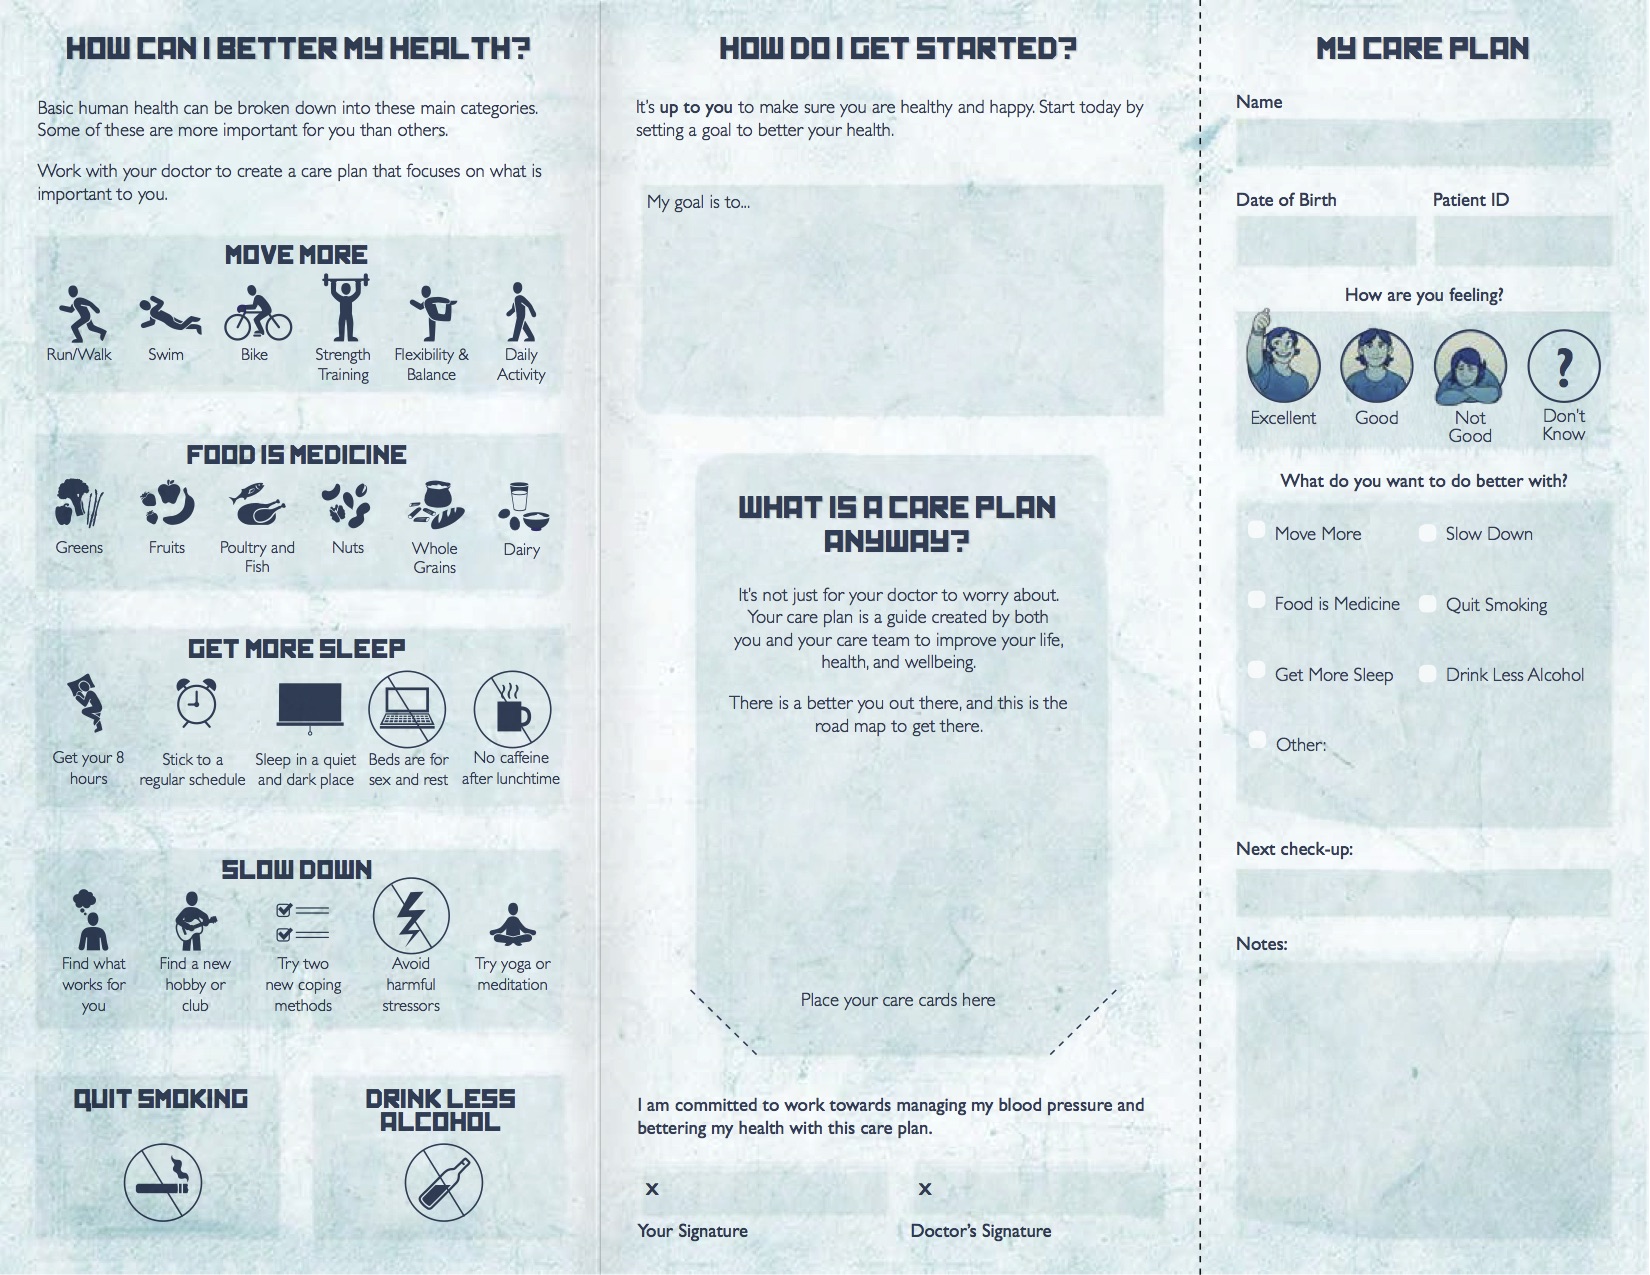 HOW CAN I BETTER MY HEALTH?
Basic human health can be broken down into these main categories.
Some of these are more important for you than others.
Work with your doctor to create a care plan that focuses on what is
important to you.
MOVE MORE
Run/Walk
Swim
Bike
Strength
Training
Flexibility &
Balance
Daily
Activity
FOOD IS MEDICINE
Greens
Fruits
Poultry and
Fish
Nuts
Whole
Grains
Dairy
GET MORE SLEEP
Get your 8
hours
Stick to a
regular schedule
Sleep in a quiet
and dark place
Beds are for
sex and rest
No caffeine
after lunchtime
SLOW DOWN
Find what
works for
you
Find a new
hobby or
club
Try two
new coping
methods
Avoid
harmful
stressors
Try yoga or
meditation
QUIT SMOKING
DRINK LESS
ALCOHOL
HOW DO I GET STARTED?
It's up to you to make sure you are healthy and happy. Start today by
setting a goal to better your health.
My goal is to...
WHAT IS A CARE PLAN
ANYWAY?
It's not just for your doctor to worry about.
Your care plan is a guide created by both
you and your care team to improve your life,
health, and wellbeing.
There is a better you out there, and this is the
road map to get there.
Place your care cards here
I am committed to work towards managing my blood pressure and
bettering my health with this care plan.
x
Your Signature
x
Doctor's Signature
MY CARE PLAN
Name
Date of Birth
Patient ID
How are you feeling?
Excellent
Good
Not
Good
?
Don't
Know
What do you want to do better with?
Move More
Slow Down
Food is Medicine
Quit Smoking
Get More Sleep
Drink Less Alcohol
Other:
Next check-up:
Notes: